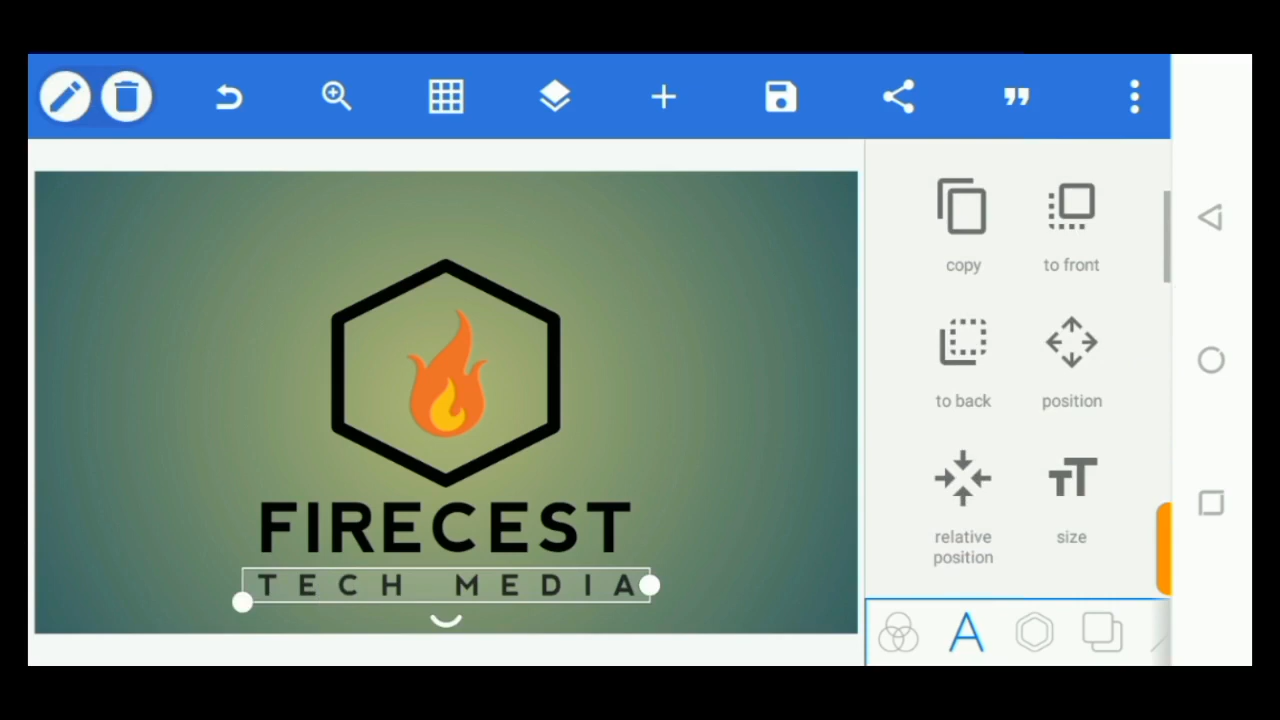 copy
to front
to back
position
relative
position
size
FIRECEST
TECH MEDIA